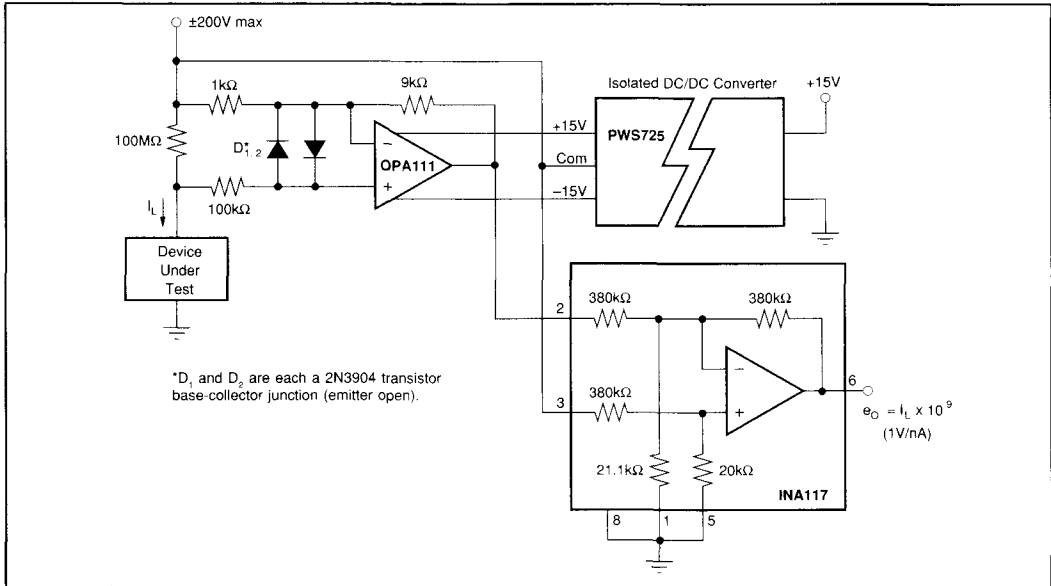 ±200V max
Isolated DC/DC Converter
+15V
1kΩ
9kΩ
100MΩ
D*1, 2
−
+
OPA111
+15V
PWS725
Com
−15V
100kΩ
IL
Device
Under
Test
380kΩ
380kΩ
2
−
+
6
380kΩ
3
eO = IL x 10 9
(1V/nA)
21.1kΩ
20kΩ
INA117
8
1
5
*D1 and D2 are each a 2N3904 transistor
base-collector junction (emitter open).